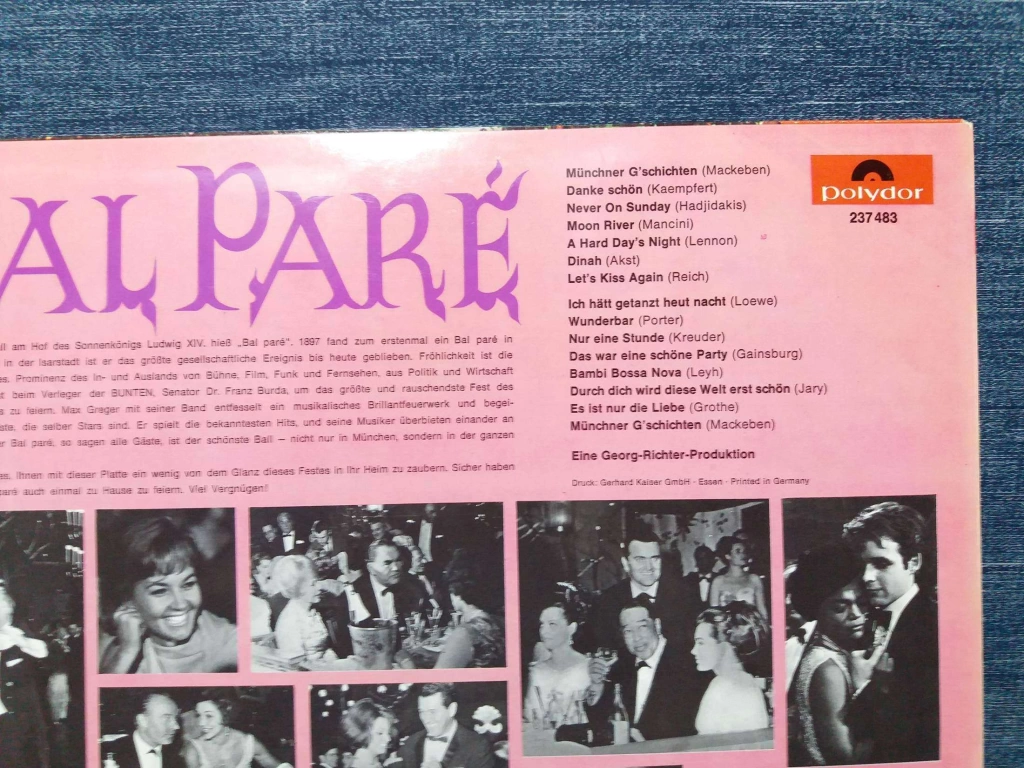 AL PARÉ
am Hof des Sonnenkönigs Ludwig XIV. hieß „Bal paré". 1897 fand zum erstenmal ein Bal paré in
in der Isarstadt ist er das größte gesellschaftliche Ereignis bis heute geblieben. Fröhlichkeit ist die
Prominenz des In- und Auslands von Bühne, Film, Funk und Fernsehen, aus Politik und Wirtschaft
beim Verleger der BUNTEN, Senator Dr. Franz Burda, um das größte und rauschendste Fest des
zu feiern. Max Greger mit seiner Band entfesselt ein musikalisches Brillantfeuerwerk und begei-
die selber Stars sind. Er spielt die bekanntesten Hits, und seine Musiker überbieten einander an
Bal paré, so sagen alle Gäste, ist der schönste Ball – nicht nur in München, sondern in der ganzen
Ihnen mit dieser Platte ein wenig von dem Glanz dieses Festes in Ihr Heim zu zaubern. Sicher haben
auch einmal zu Hause zu feiern. Viel Vergnügen!
Münchner G'schichten (Mackeben)
Danke schön (Kaempfert)
Never On Sunday (Hadjidakis)
Moon River (Mancini)
A Hard Day's Night (Lennon)
Dinah (Akst)
Let's Kiss Again (Reich)
Ich hätt getanzt heut nacht (Loewe)
Wunderbar (Porter)
Nur eine Stunde (Kreuder)
Das war eine schöne Party (Gainsburg)
Bambi Bossa Nova (Leyh)
Durch dich wird diese Welt erst schön (Jary)
Es ist nur die Liebe (Grothe)
Münchner G'schichten (Mackeben)
Eine Georg-Richter-Produktion
Druck: Gerhard Kaiser GmbH · Essen · Printed in Germany
polydor
237 483